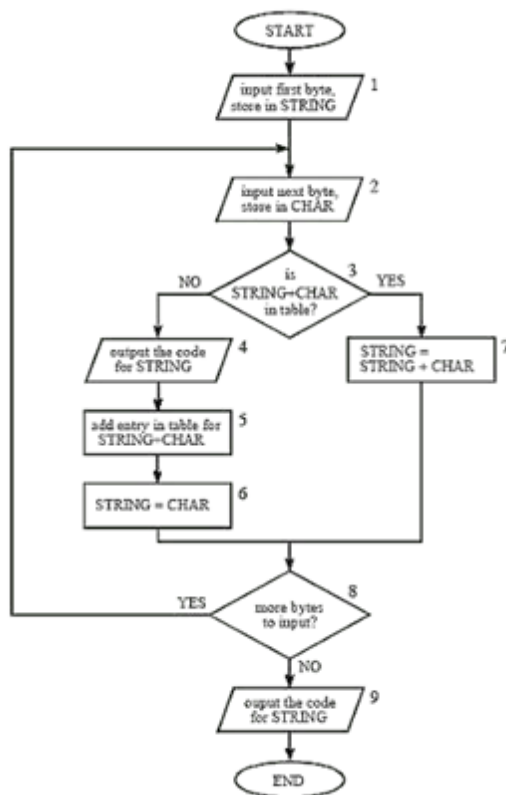 START
input first byte,
store in STRING
1
input next byte,
store in CHAR
2
is
STRING+CHAR
in table?
3
NO
YES
output the code
for STRING
4
STRING =
STRING + CHAR
7
add entry in table for
STRING+CHAR
5
STRING = CHAR
6
more bytes
to input?
8
YES
NO
ouput the code
for STRING
9
END